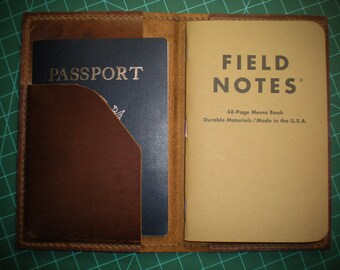 PASSPORT
FIELD
NOTES®
48-Page Memo Book
Durable Materials / Made in the U.S.A.